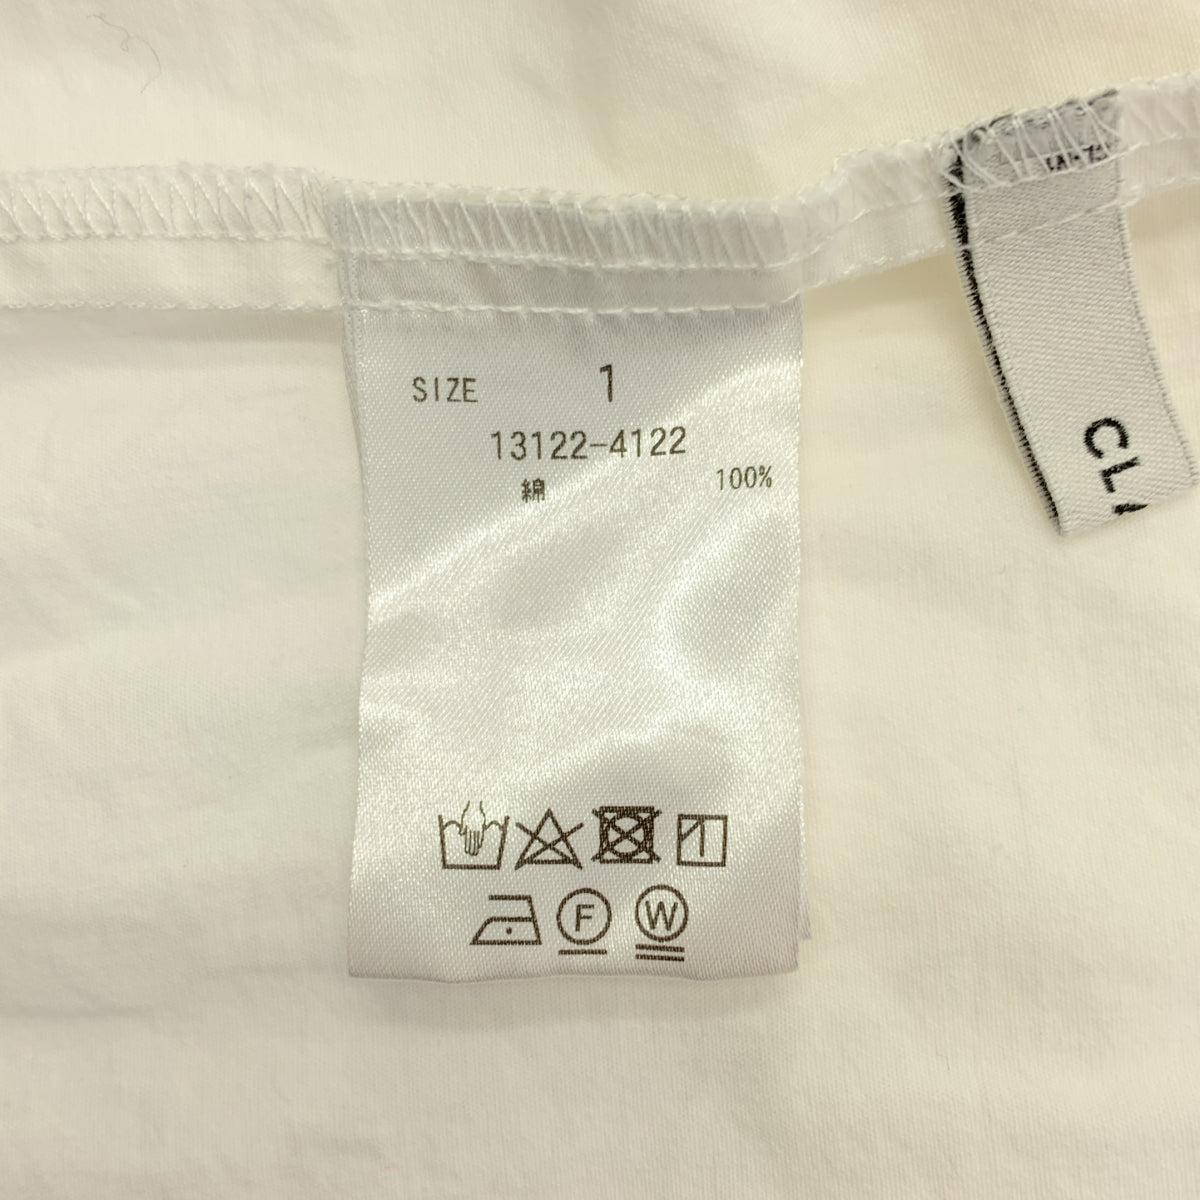 SIZE 1
13122-4122
綿 100%
F W
CL